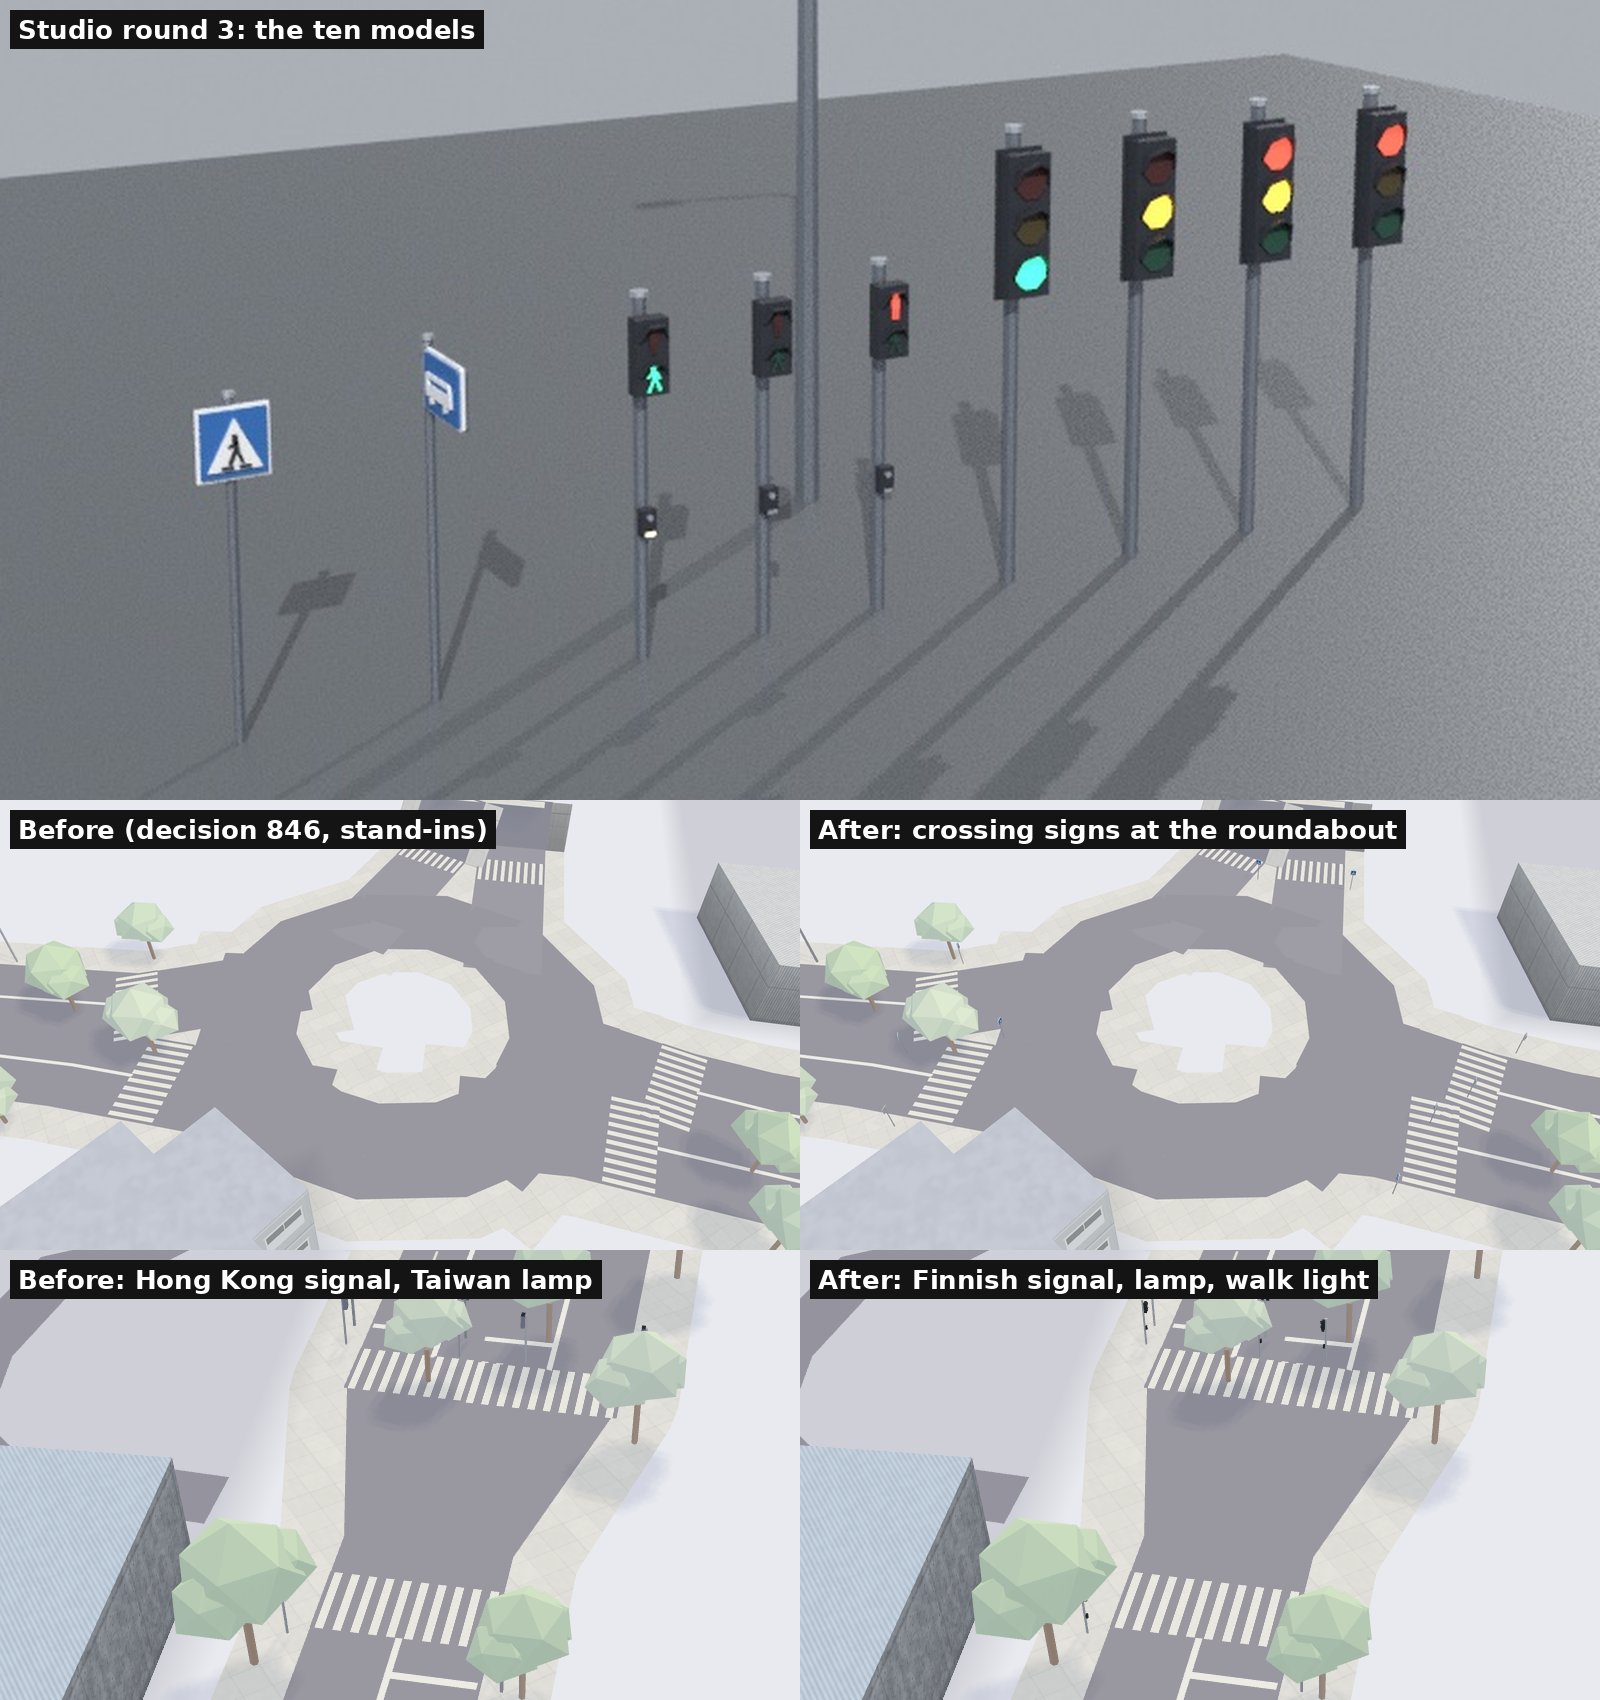 Studio round 3: the ten models
Before (decision 846, stand-ins)
After: crossing signs at the roundabout
Before: Hong Kong signal, Taiwan lamp
After: Finnish signal, lamp, walk light